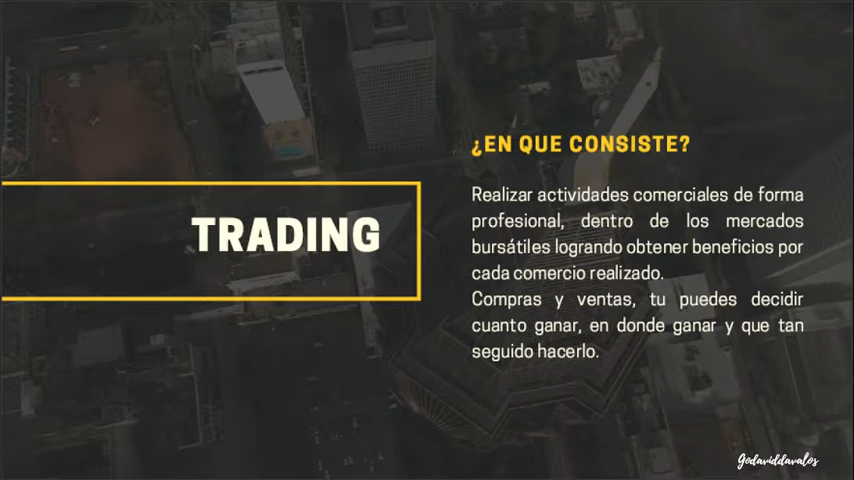 TRADING
¿EN QUE CONSISTE?
Realizar actividades comerciales de forma
profesional, dentro de los mercados
bursátiles logrando obtener beneficios por
cada comercio realizado.
Compras y ventas, tu puedes decidir
cuanto ganar, en donde ganar y que tan
seguido hacerlo.
Godaviddavalos